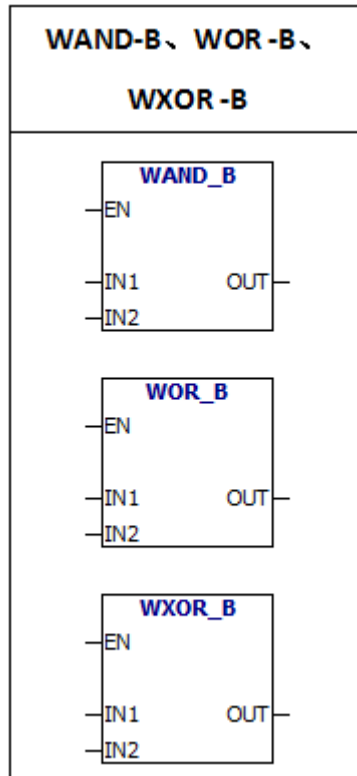 WAND-B、WOR-B、
WXOR-B
WAND_B
EN
IN1 OUT
IN2
WOR_B
EN
IN1 OUT
IN2
WXOR_B
EN
IN1 OUT
IN2